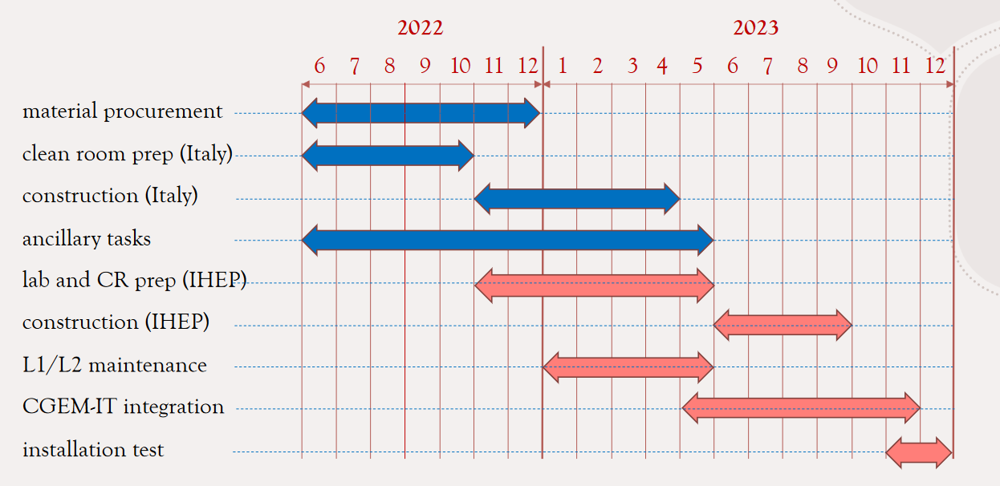 2022 2023
6 7 8 9 10 11 12 1 2 3 4 5 6 7 8 9 10 11 12
material procurement
clean room prep (Italy)
construction (Italy)
ancillary tasks
lab and CR prep (IHEP)
construction (IHEP)
L1/L2 maintenance
CGEM-IT integration
installation test